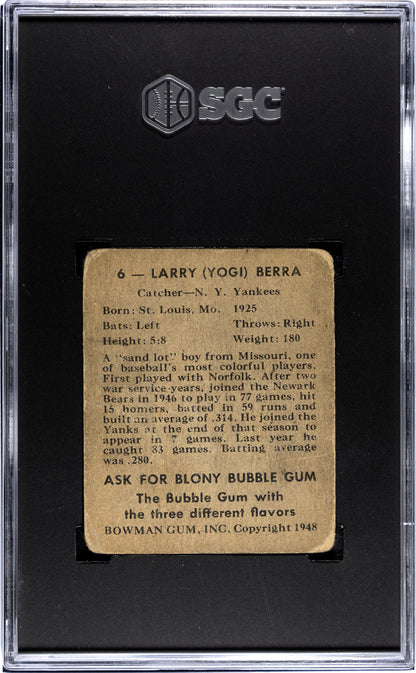 SGC
6 — LARRY (YOGI) BERRA
Catcher—N. Y. Yankees
Born: St. Louis, Mo. 1925
Bats: Left Throws: Right
Height: 5:8 Weight: 180
A "sand lot" boy from Missouri, one
of baseball's most colorful players.
First played with Norfolk. After two
war service years, joined the Newark
Bears in 1946 to play in 77 games, hit
15 homers, batted in 59 runs and
built an average of .314. He joined the
Yanks at the end of that season to
appear in 7 games. Last year he
caught 83 games. Batting average
was .280.
ASK FOR BLONY BUBBLE GUM
The Bubble Gum with
the three different flavors
BOWMAN GUM, INC. Copyright 1948